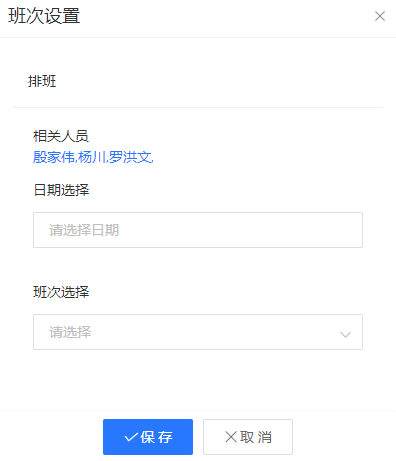 班次设置
排班
相关人员
殷家伟,杨川,罗洪文,
日期选择
请选择日期
班次选择
请选择
保存 取消